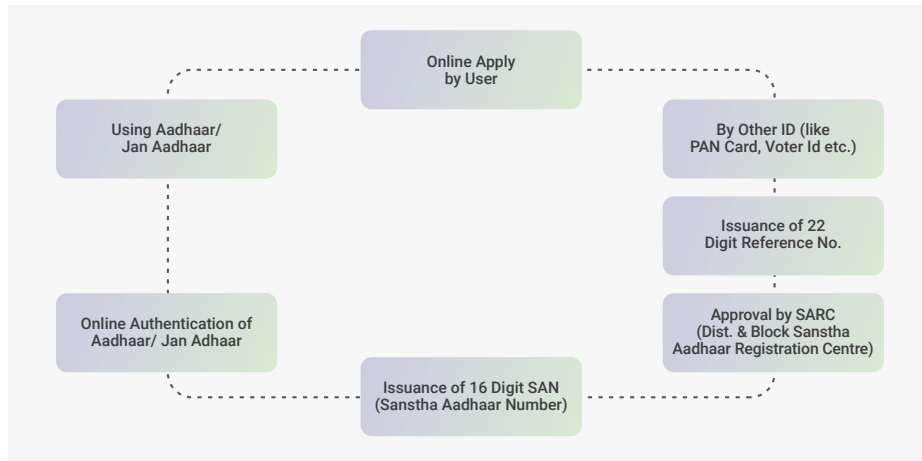 Online Apply
by User
Using Aadhaar/
Jan Aadhaar
By Other ID (like
PAN Card, Voter Id etc.)
Issuance of 22
Digit Reference No.
Online Authentication of
Aadhaar/ Jan Adhaar
Approval by SARC
(Dist. & Block Sanstha
Aadhaar Registration Centre)
Issuance of 16 Digit SAN
(Sanstha Aadhaar Number)